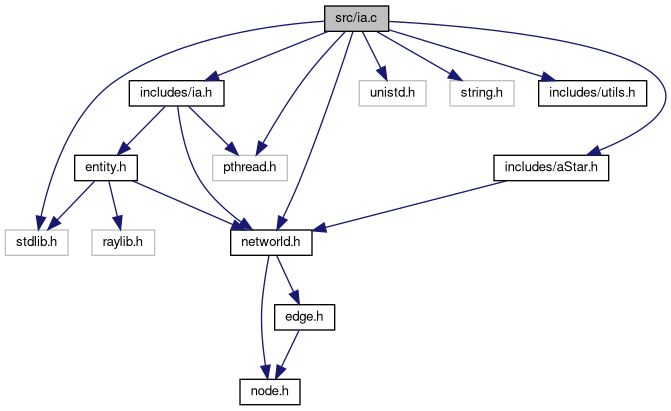 src/ia.c
includes/ia.h
unistd.h
string.h
includes/utils.h
entity.h
pthread.h
includes/aStar.h
stdlib.h
raylib.h
networld.h
edge.h
node.h